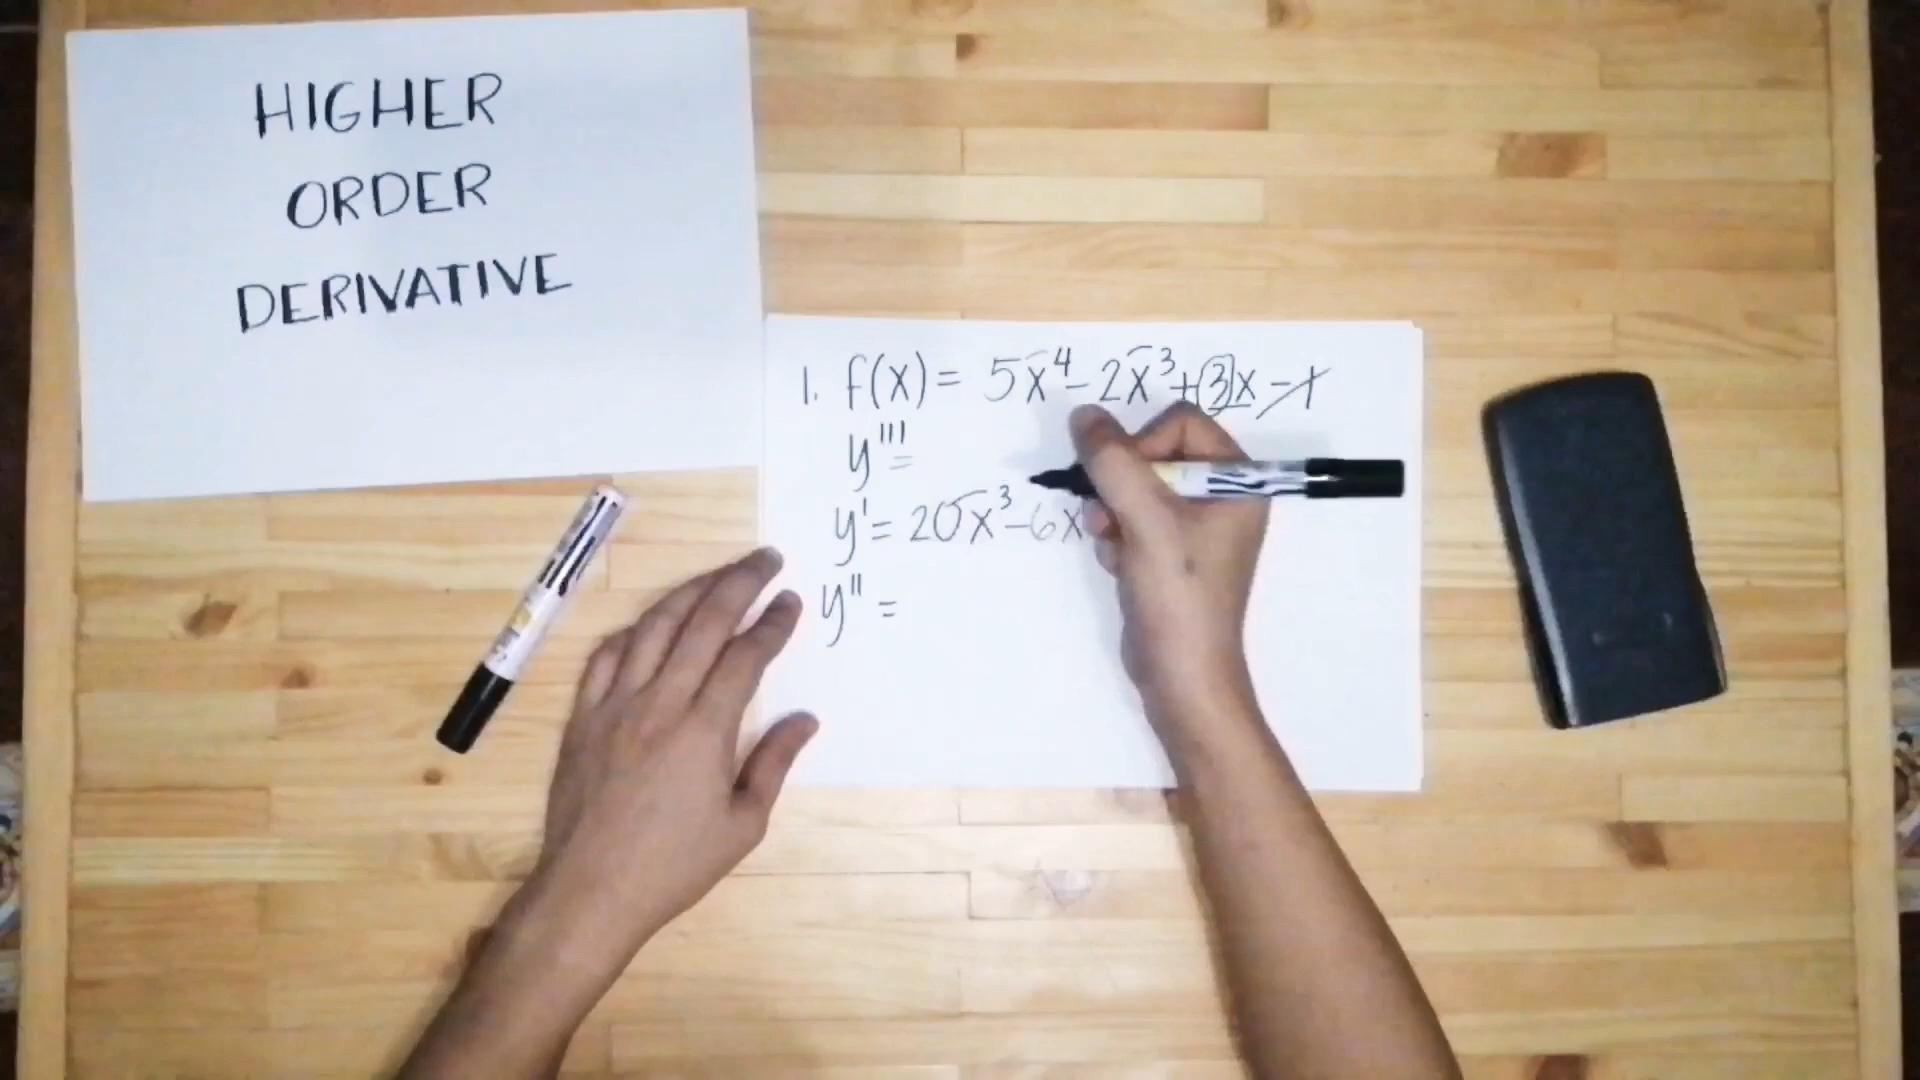 HIGHER
ORDER
DERIVATIVE
1. f(x) = 5x⁴ - 2x³ + 3x - 1
y''' =
y' = 20x³ - 6x
y'' =